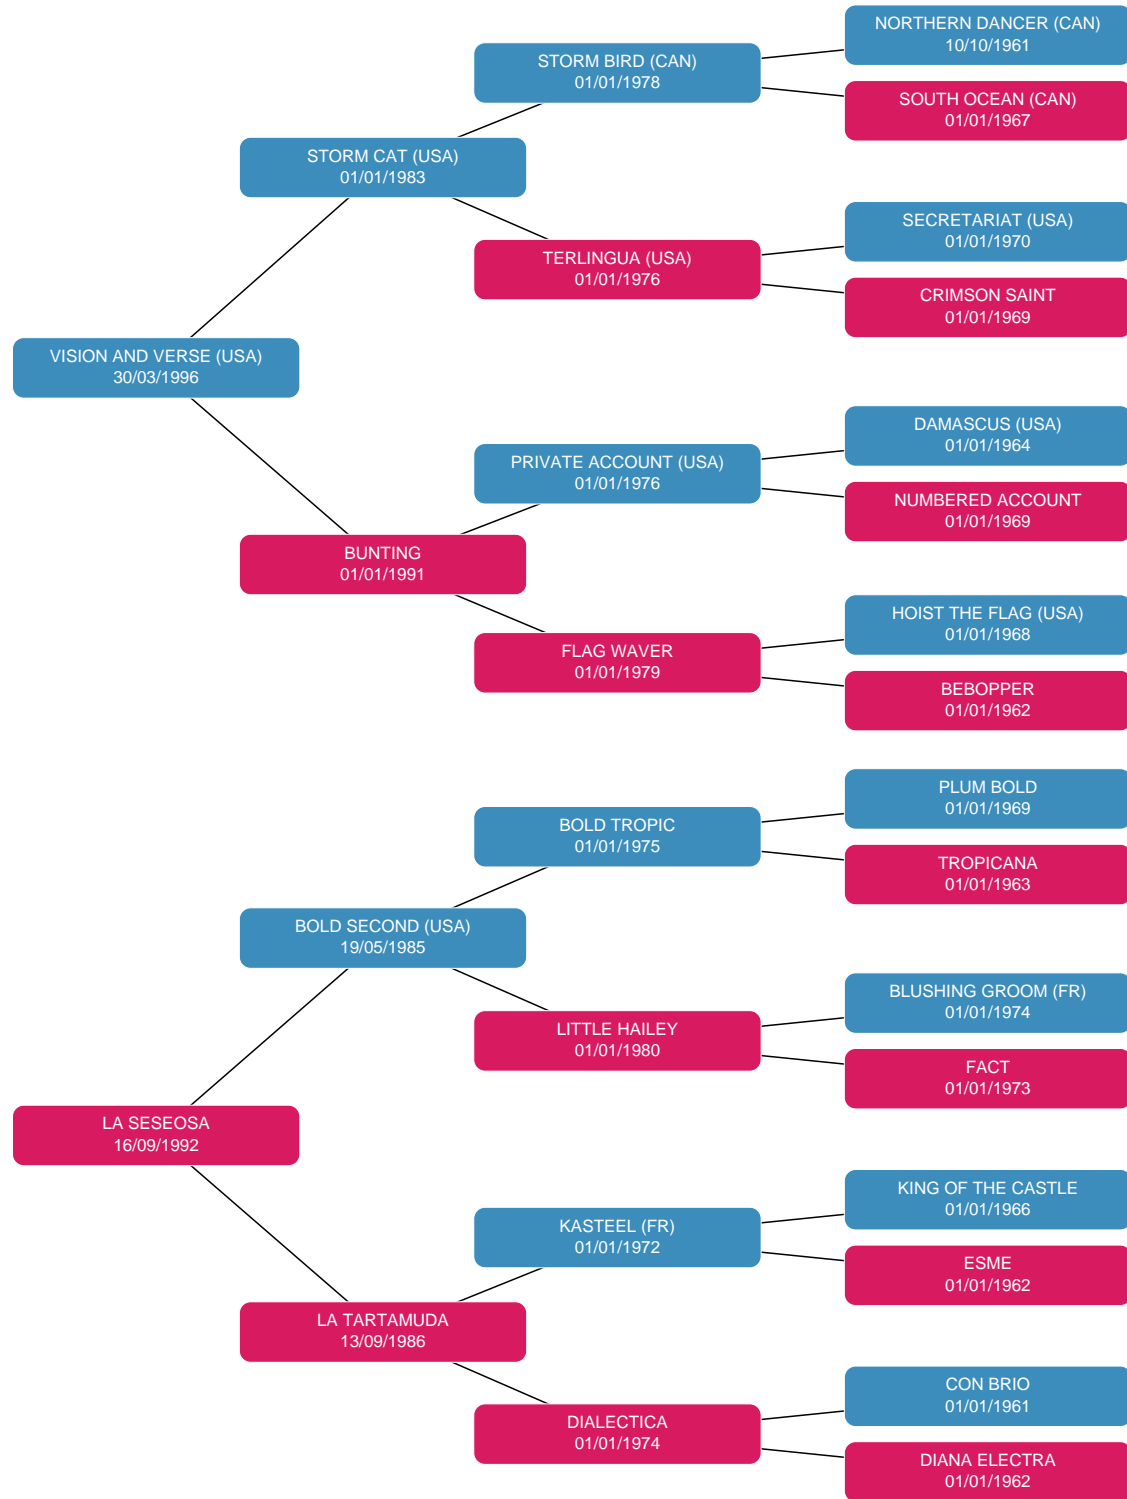 NORTHERN DANCER (CAN)
10/10/1961
STORM BIRD (CAN)
01/01/1978
SOUTH OCEAN (CAN)
01/01/1967
STORM CAT (USA)
01/01/1983
SECRETARIAT (USA)
01/01/1970
TERLINGUA (USA)
01/01/1976
CRIMSON SAINT
01/01/1969
VISION AND VERSE (USA)
30/03/1996
DAMASCUS (USA)
01/01/1964
PRIVATE ACCOUNT (USA)
01/01/1976
NUMBERED ACCOUNT
01/01/1969
BUNTING
01/01/1991
HOIST THE FLAG (USA)
01/01/1968
FLAG WAVER
01/01/1979
BEBOPPER
01/01/1962
PLUM BOLD
01/01/1969
BOLD TROPIC
01/01/1975
TROPICANA
01/01/1963
BOLD SECOND (USA)
19/05/1985
BLUSHING GROOM (FR)
01/01/1974
LITTLE HAILEY
01/01/1980
FACT
01/01/1973
LA SESEOSA
16/09/1992
KING OF THE CASTLE
01/01/1966
KASTEEL (FR)
01/01/1972
ESME
01/01/1962
LA TARTAMUDA
13/09/1986
CON BRIO
01/01/1961
DIALECTICA
01/01/1974
DIANA ELECTRA
01/01/1962